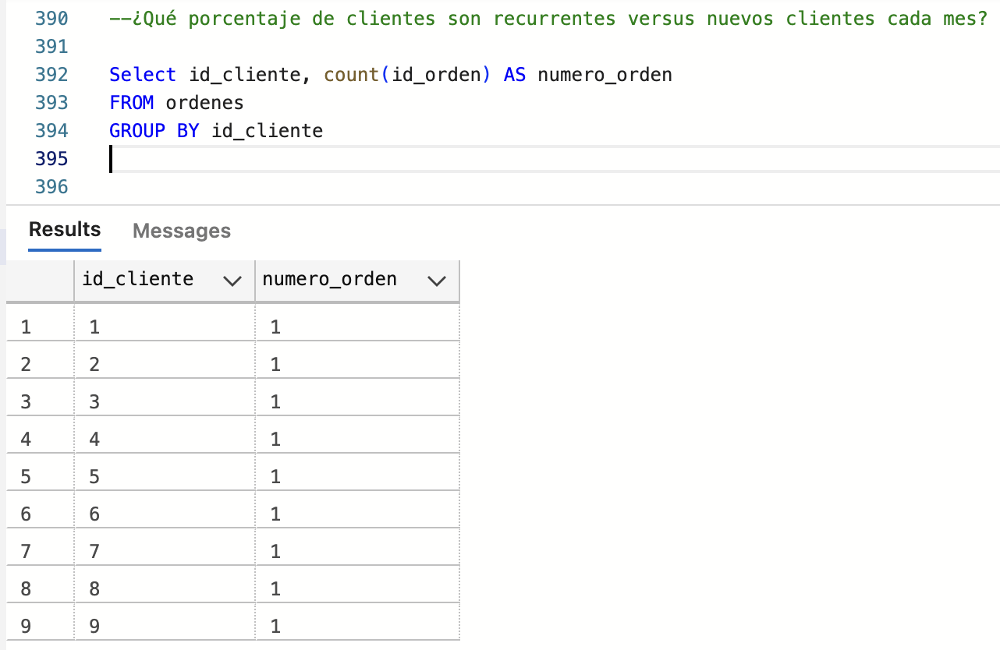 390 --¿Qué porcentaje de clientes son recurrentes versus nuevos clientes cada mes?
391
392 Select id_cliente, count(id_orden) AS numero_orden
393 FROM ordenes
394 GROUP BY id_cliente
395
396
Results Messages
id_cliente numero_orden
1 1 1
2 2 1
3 3 1
4 4 1
5 5 1
6 6 1
7 7 1
8 8 1
9 9 1